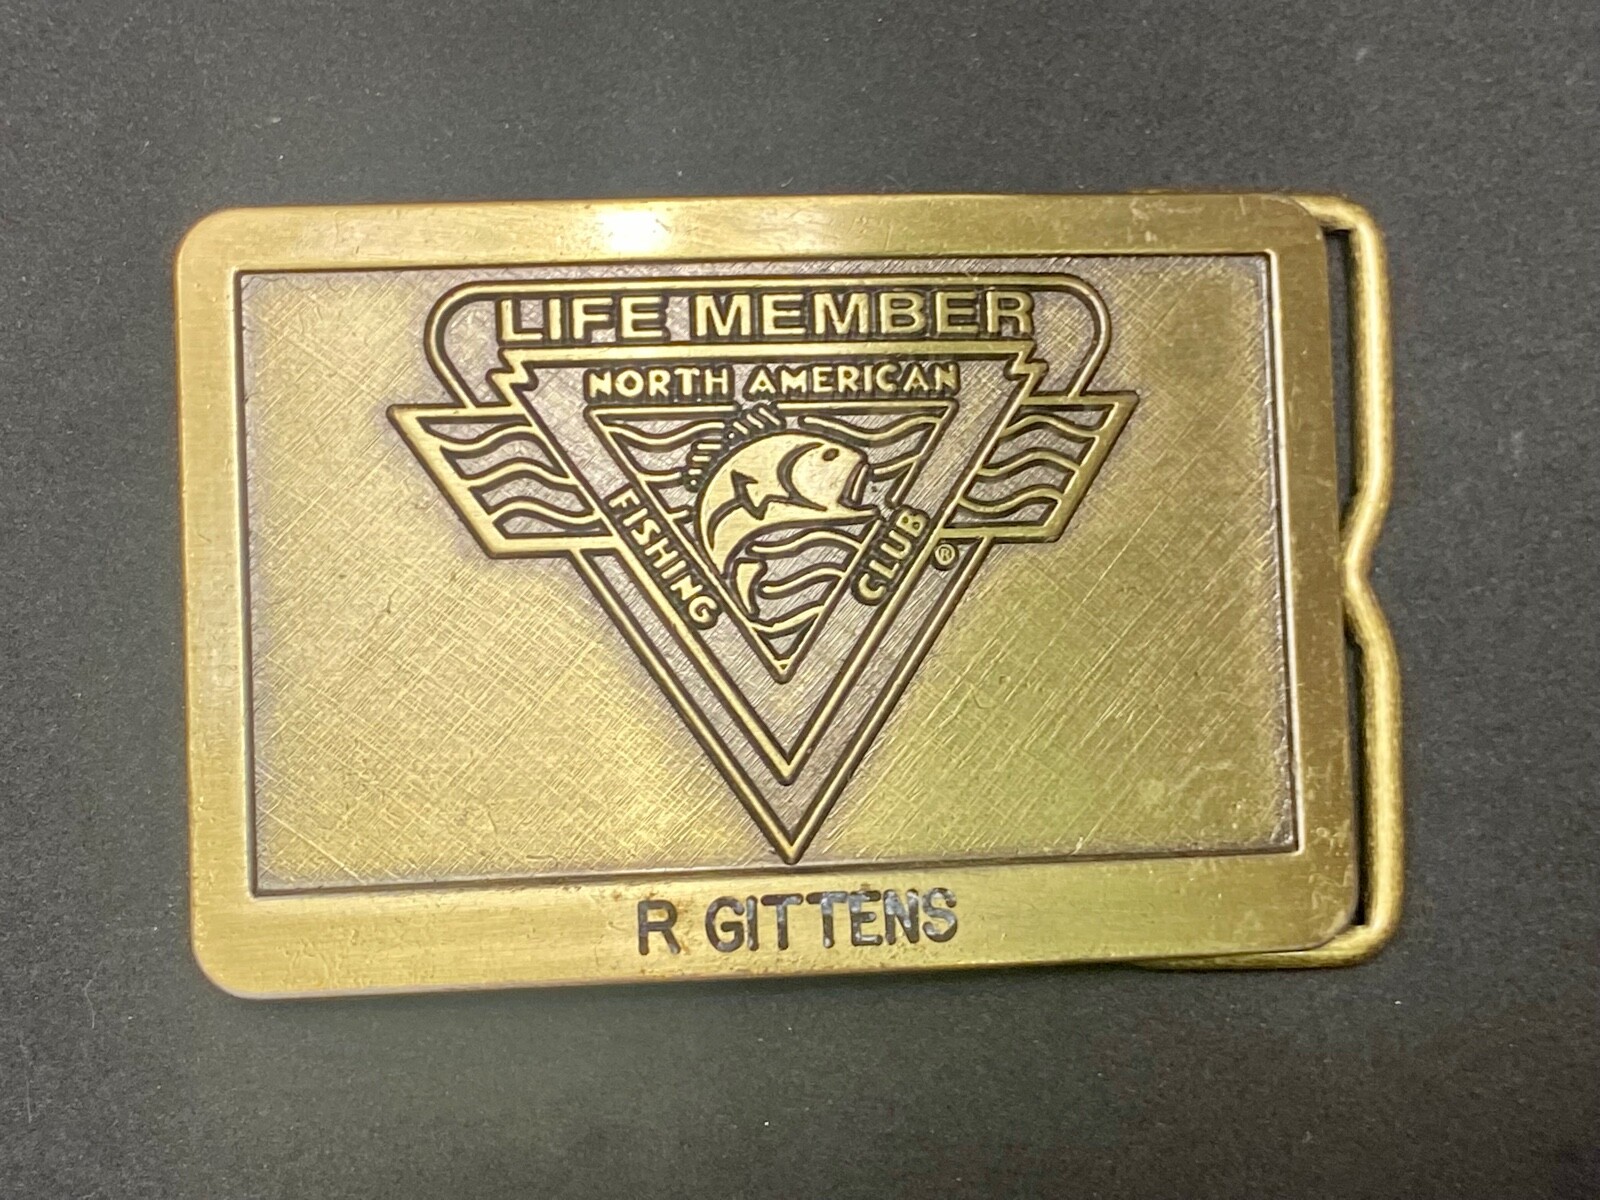 LIFE MEMBER
NORTH AMERICAN
FISHING
CLUB ®
R GITTENS